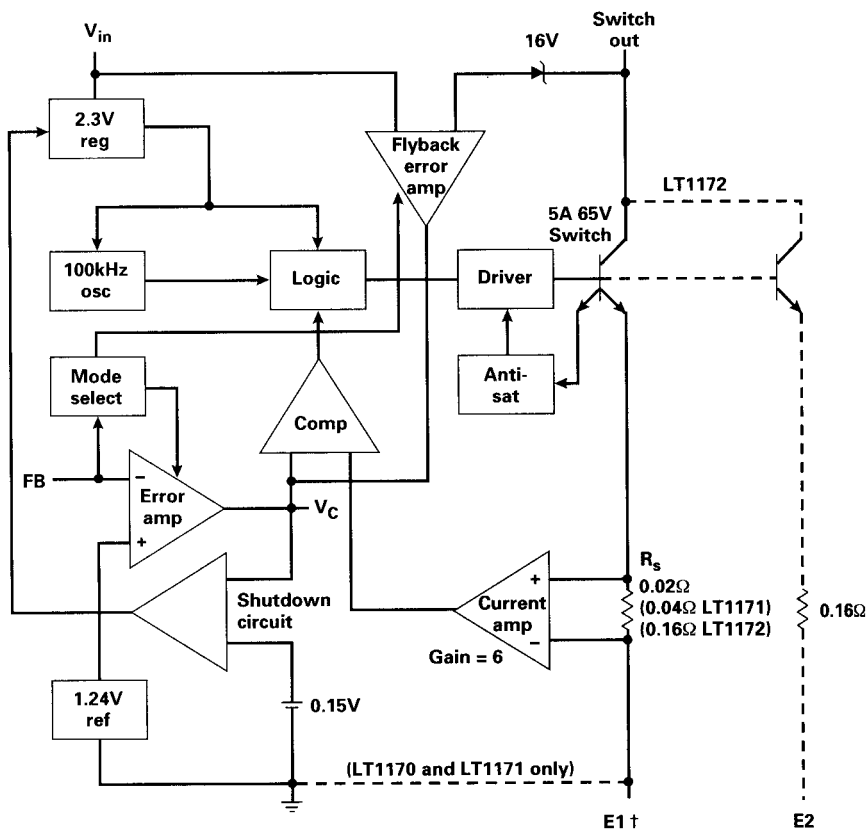 Switch
out
V_in
16V
2.3V
reg
Flyback
error
amp
LT1172
5A 65V
Switch
100kHz
osc
Logic
Driver
Mode
select
Anti-
sat
Comp
FB
−
Error
amp
+
V_C
Shutdown
circuit
+
Current
amp
−
Gain = 6
R_s
0.02Ω
(0.04Ω LT1171)
(0.16Ω LT1172)
0.16Ω
1.24V
ref
0.15V
(LT1170 and LT1171 only)
E1 †
E2